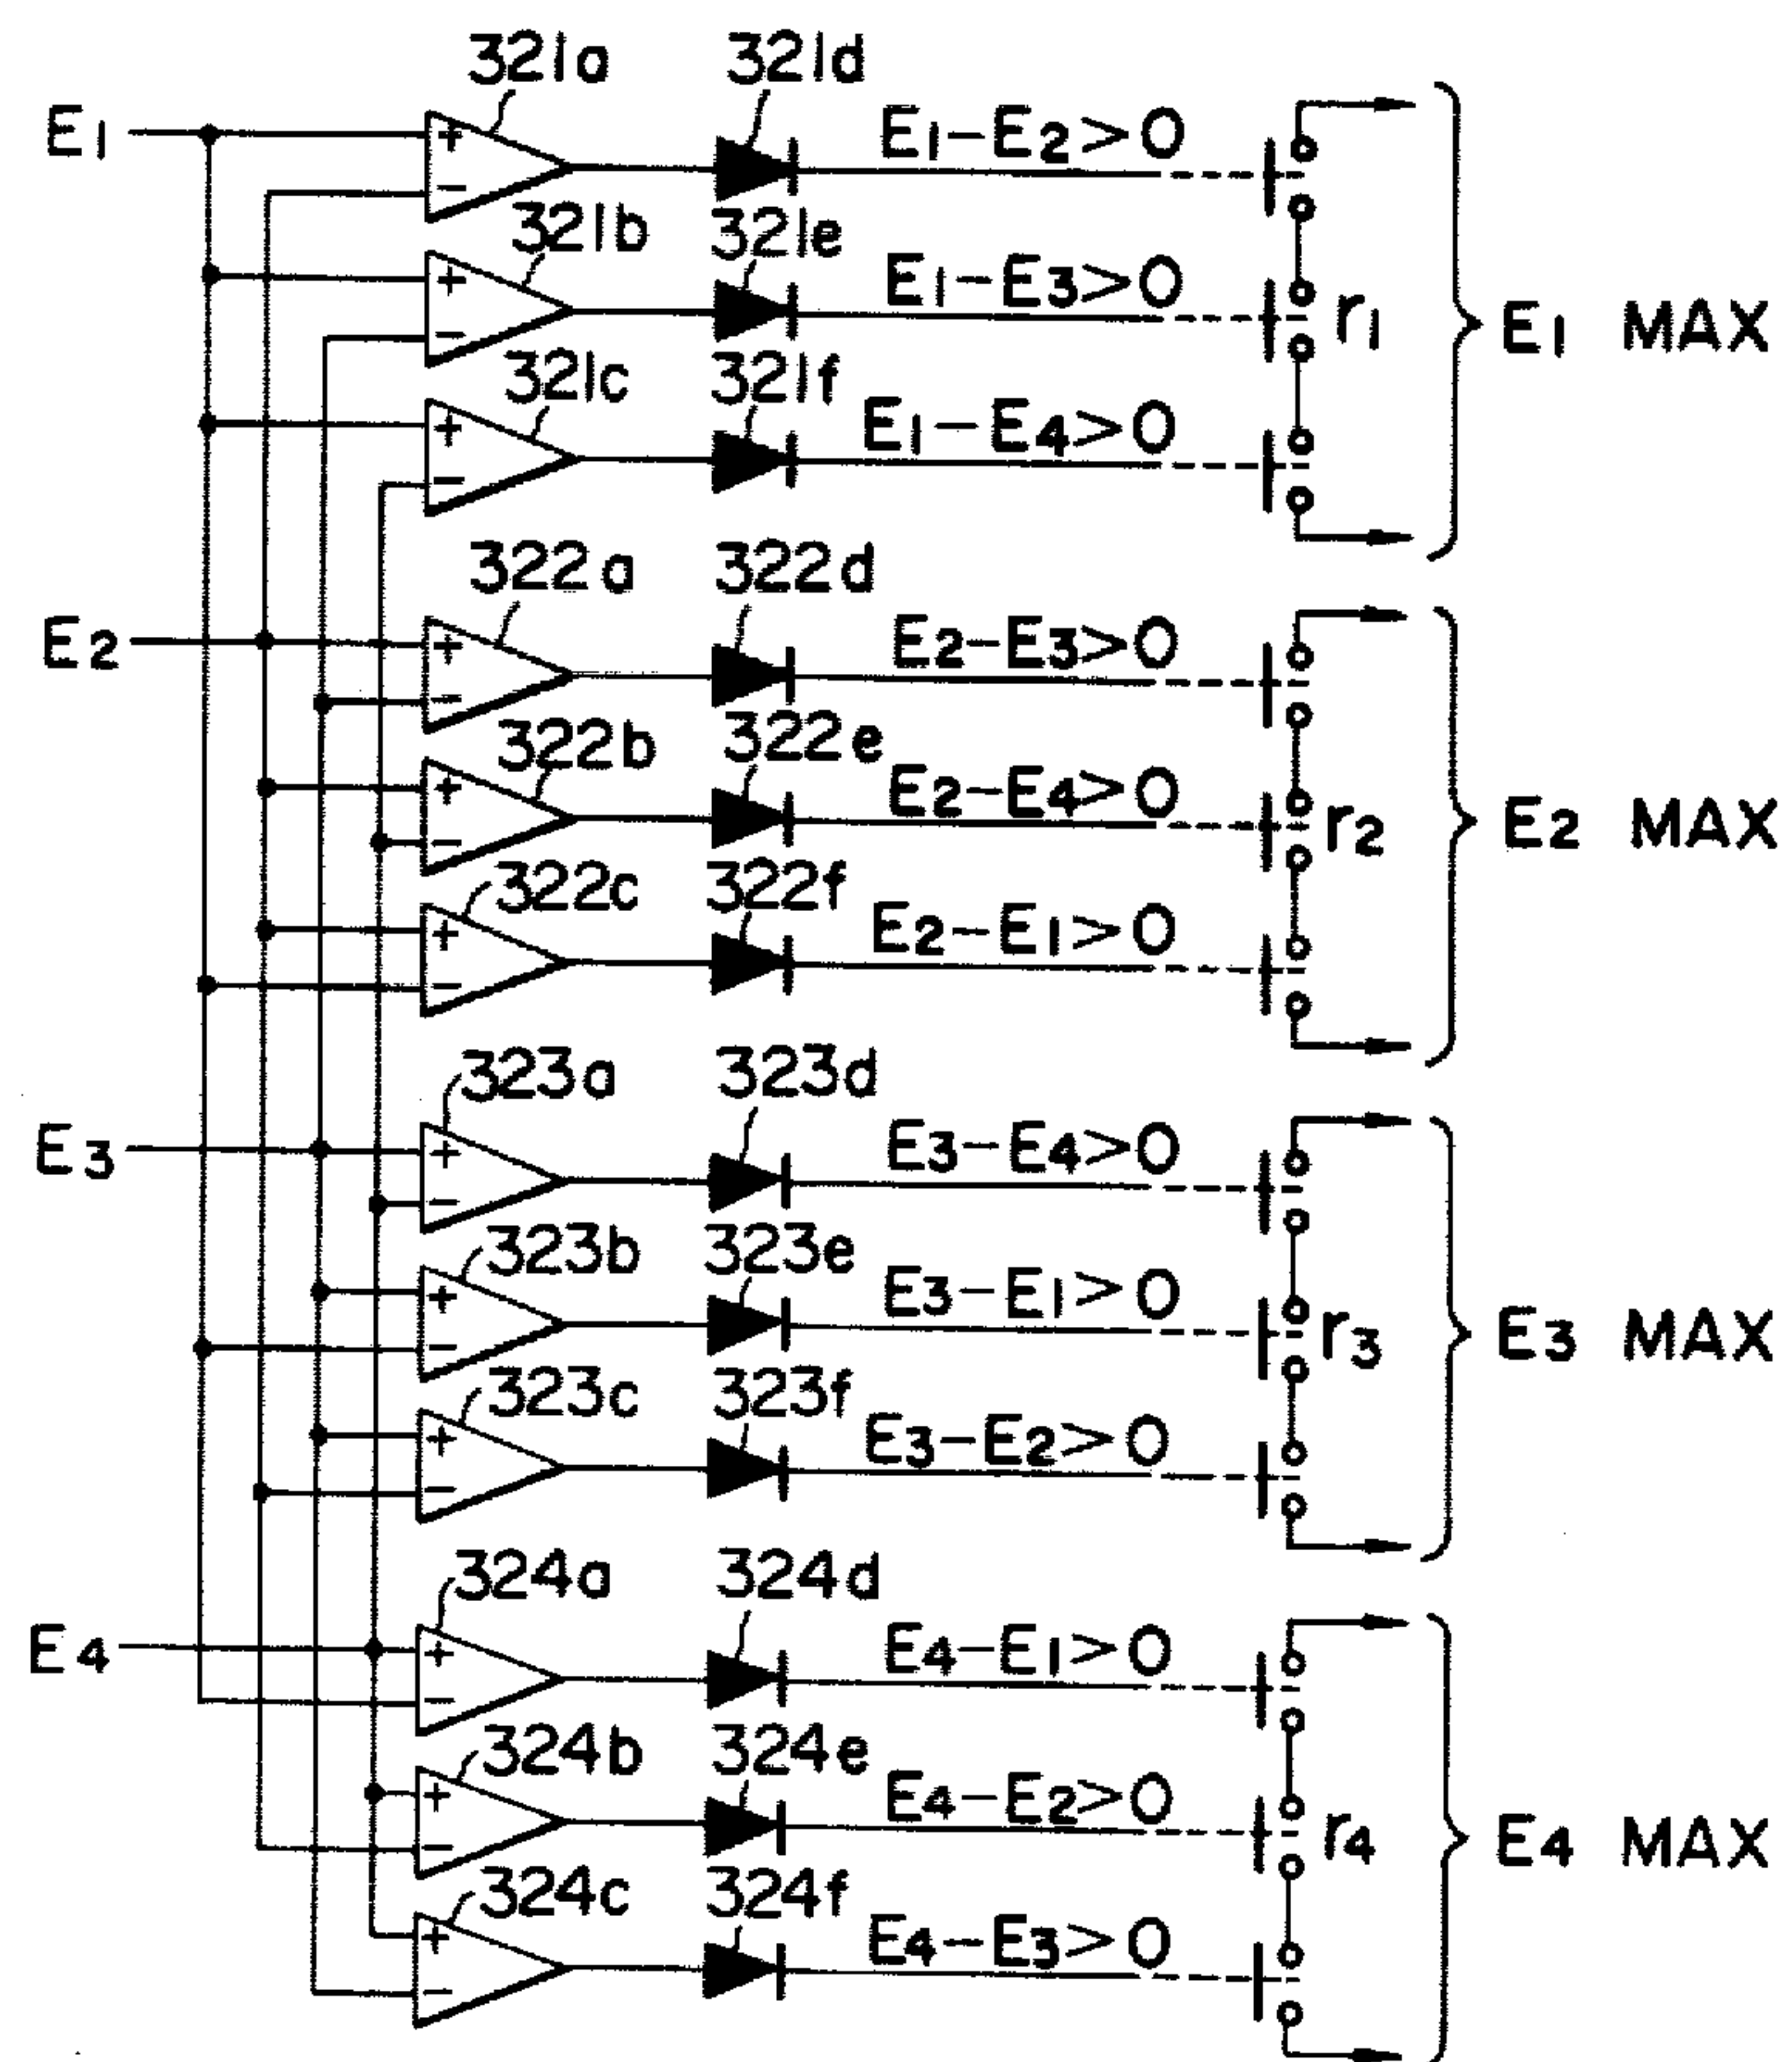 321a 321d
E1 + E1-E2>0
-
321b 321e
+ E1-E3>0
- r1 E1 MAX
321c 321f
+ E1-E4>0
-
322a 322d
E2 + E2-E3>0
-
322b 322e
+ E2-E4>0
- r2 E2 MAX
322c 322f
+ E2-E1>0
-
323a 323d
E3 + E3-E4>0
-
323b 323e
+ E3-E1>0
- r3 E3 MAX
323c 323f
+ E3-E2>0
-
324a 324d
E4 + E4-E1>0
-
324b 324e
+ E4-E2>0
- r4 E4 MAX
324c 324f
+ E4-E3>0
-